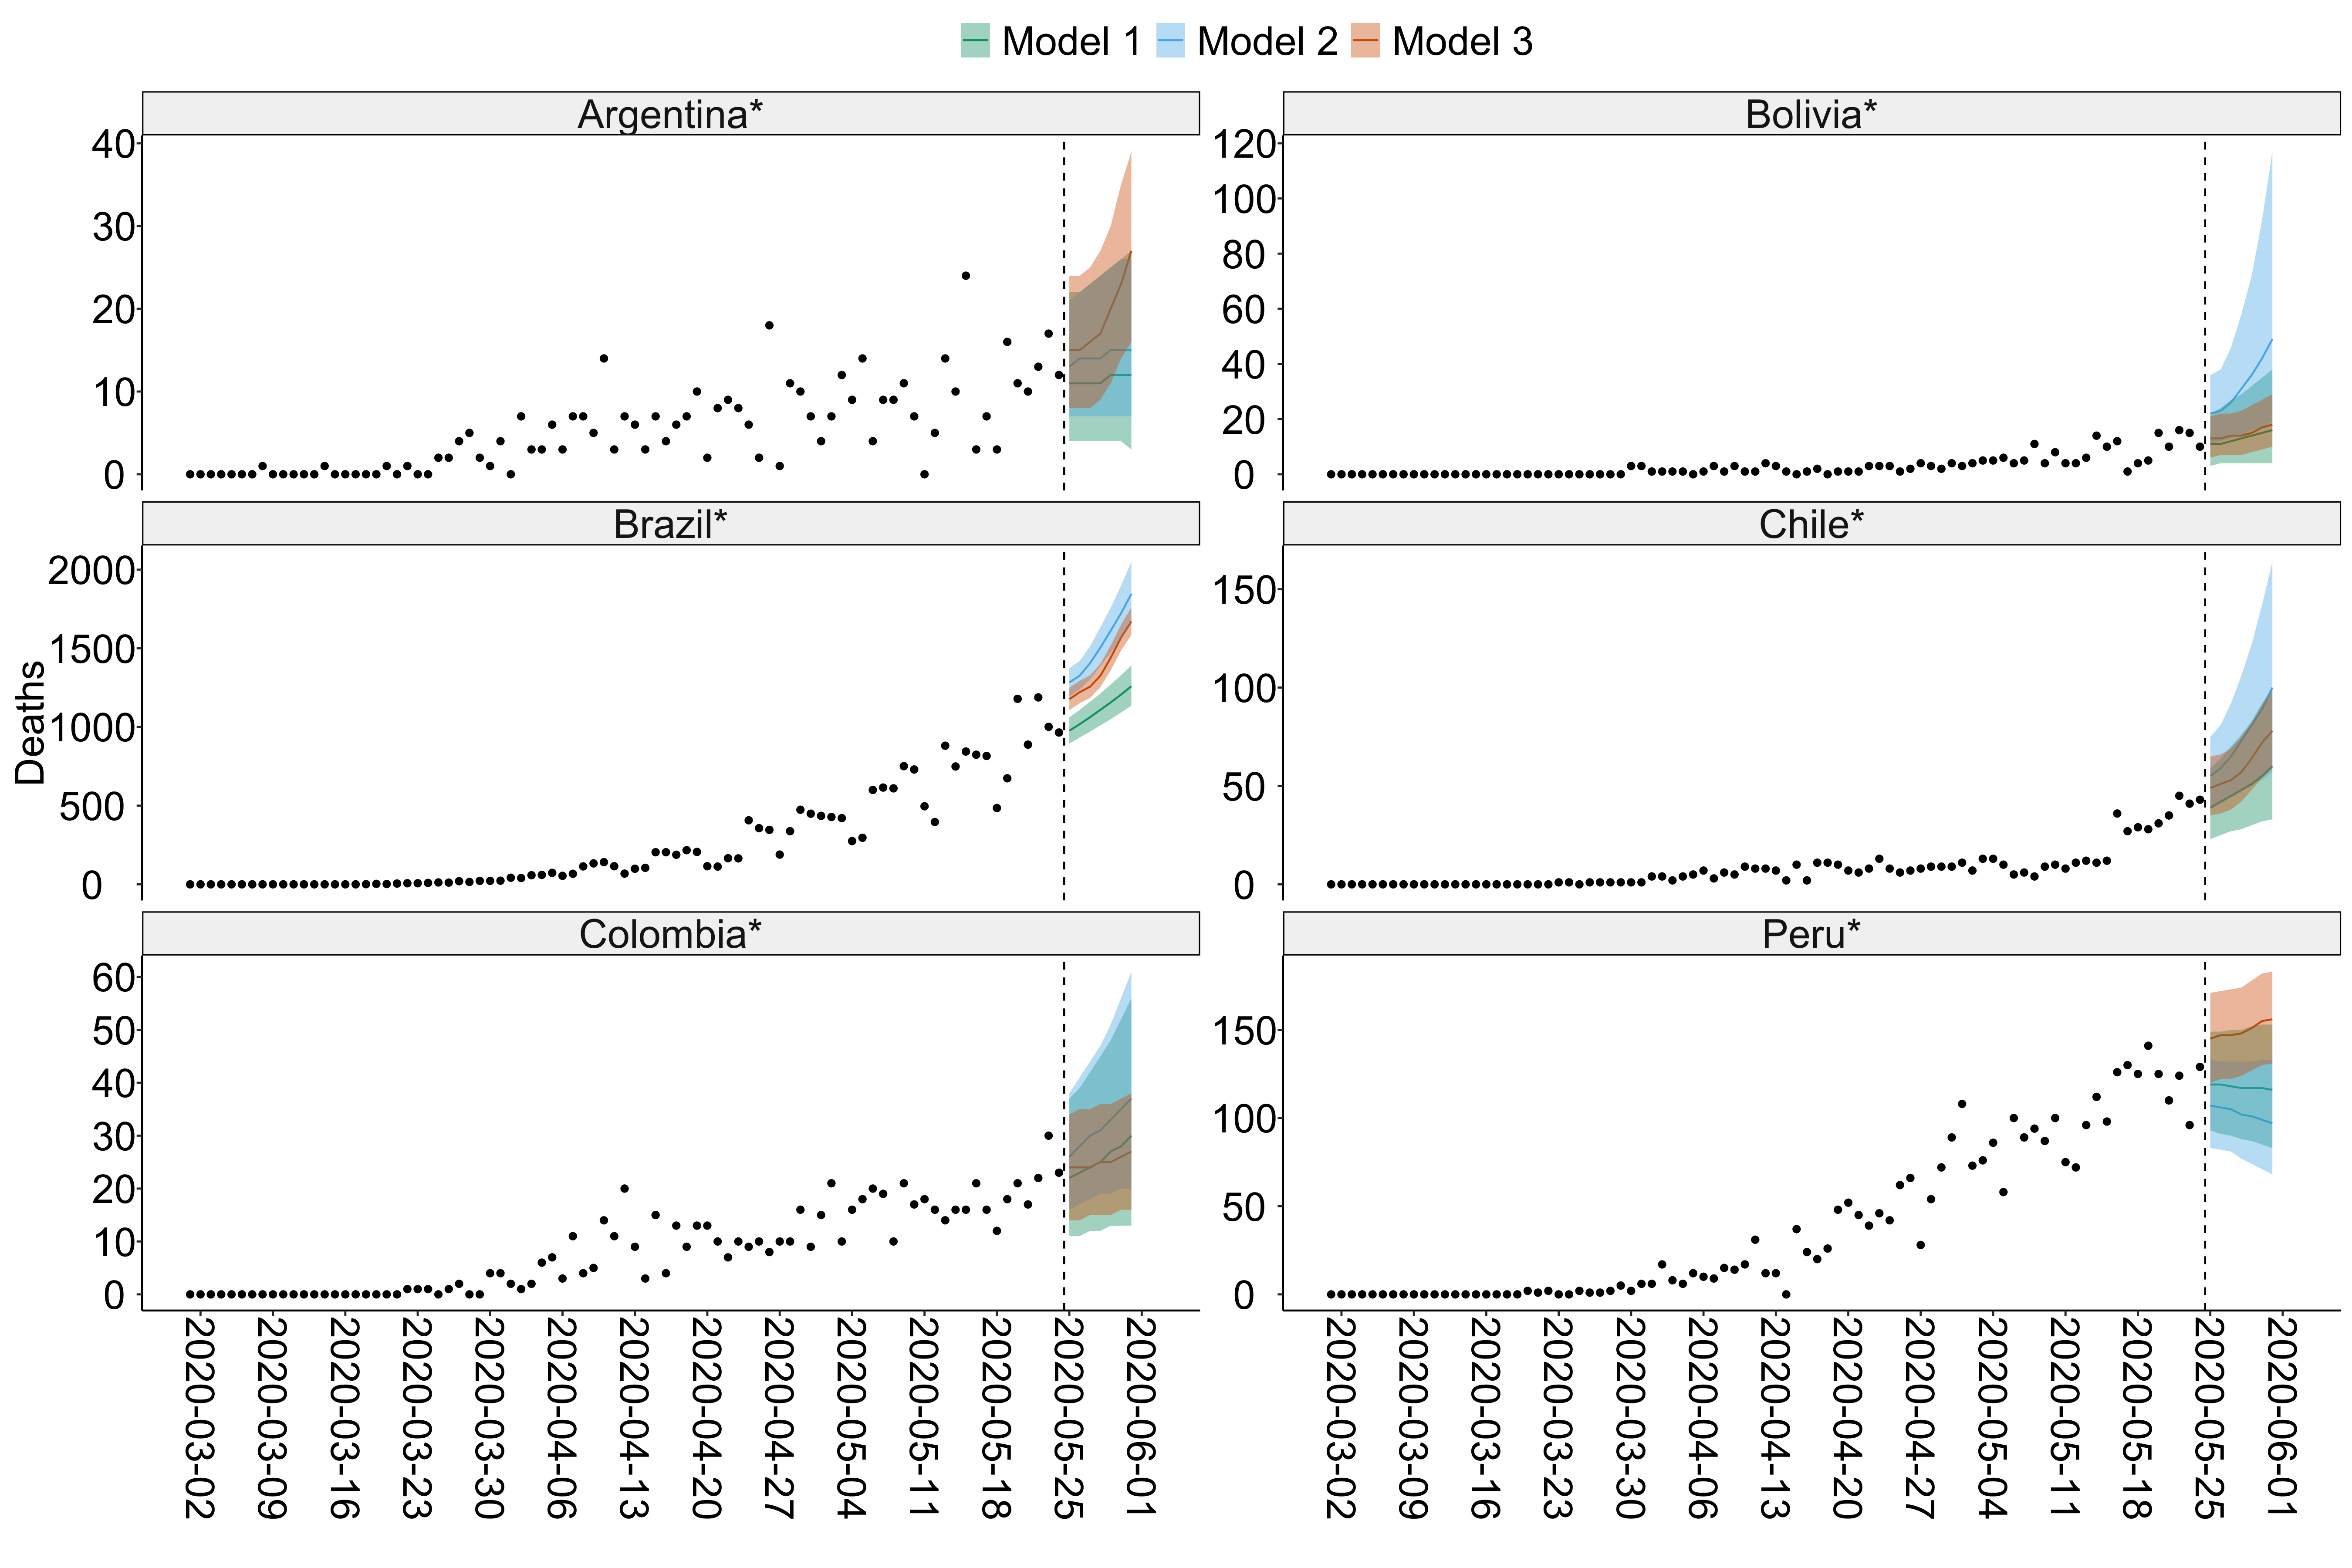 Model 1 Model 2 Model 3
Argentina* Bolivia*
40 120
30 100
20 80
10 60
0 40
20
0
Brazil* Chile*
2000 150
1500 100
1000 50
500 0
0
Deaths
Colombia* Peru*
60 150
50 100
40 50
30 0
20
10
0
2020-03-02 2020-03-09 2020-03-16 2020-03-23 2020-03-30 2020-04-06 2020-04-13 2020-04-20 2020-04-27 2020-05-04 2020-05-11 2020-05-18 2020-05-25 2020-06-01
2020-03-02 2020-03-09 2020-03-16 2020-03-23 2020-03-30 2020-04-06 2020-04-13 2020-04-20 2020-04-27 2020-05-04 2020-05-11 2020-05-18 2020-05-25 2020-06-01